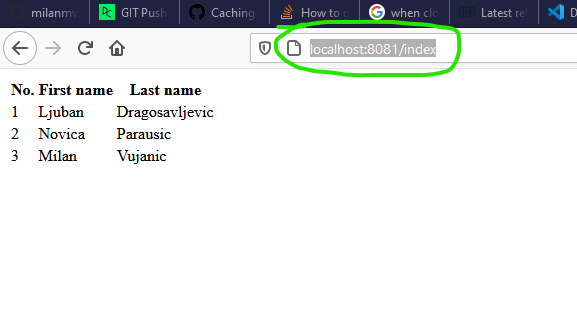 milanmv GIT Push Caching How to when clo Latest rel D
localhost:8081/index
No. First name Last name
1 Ljuban Dragosavljevic
2 Novica Parausic
3 Milan Vujanic